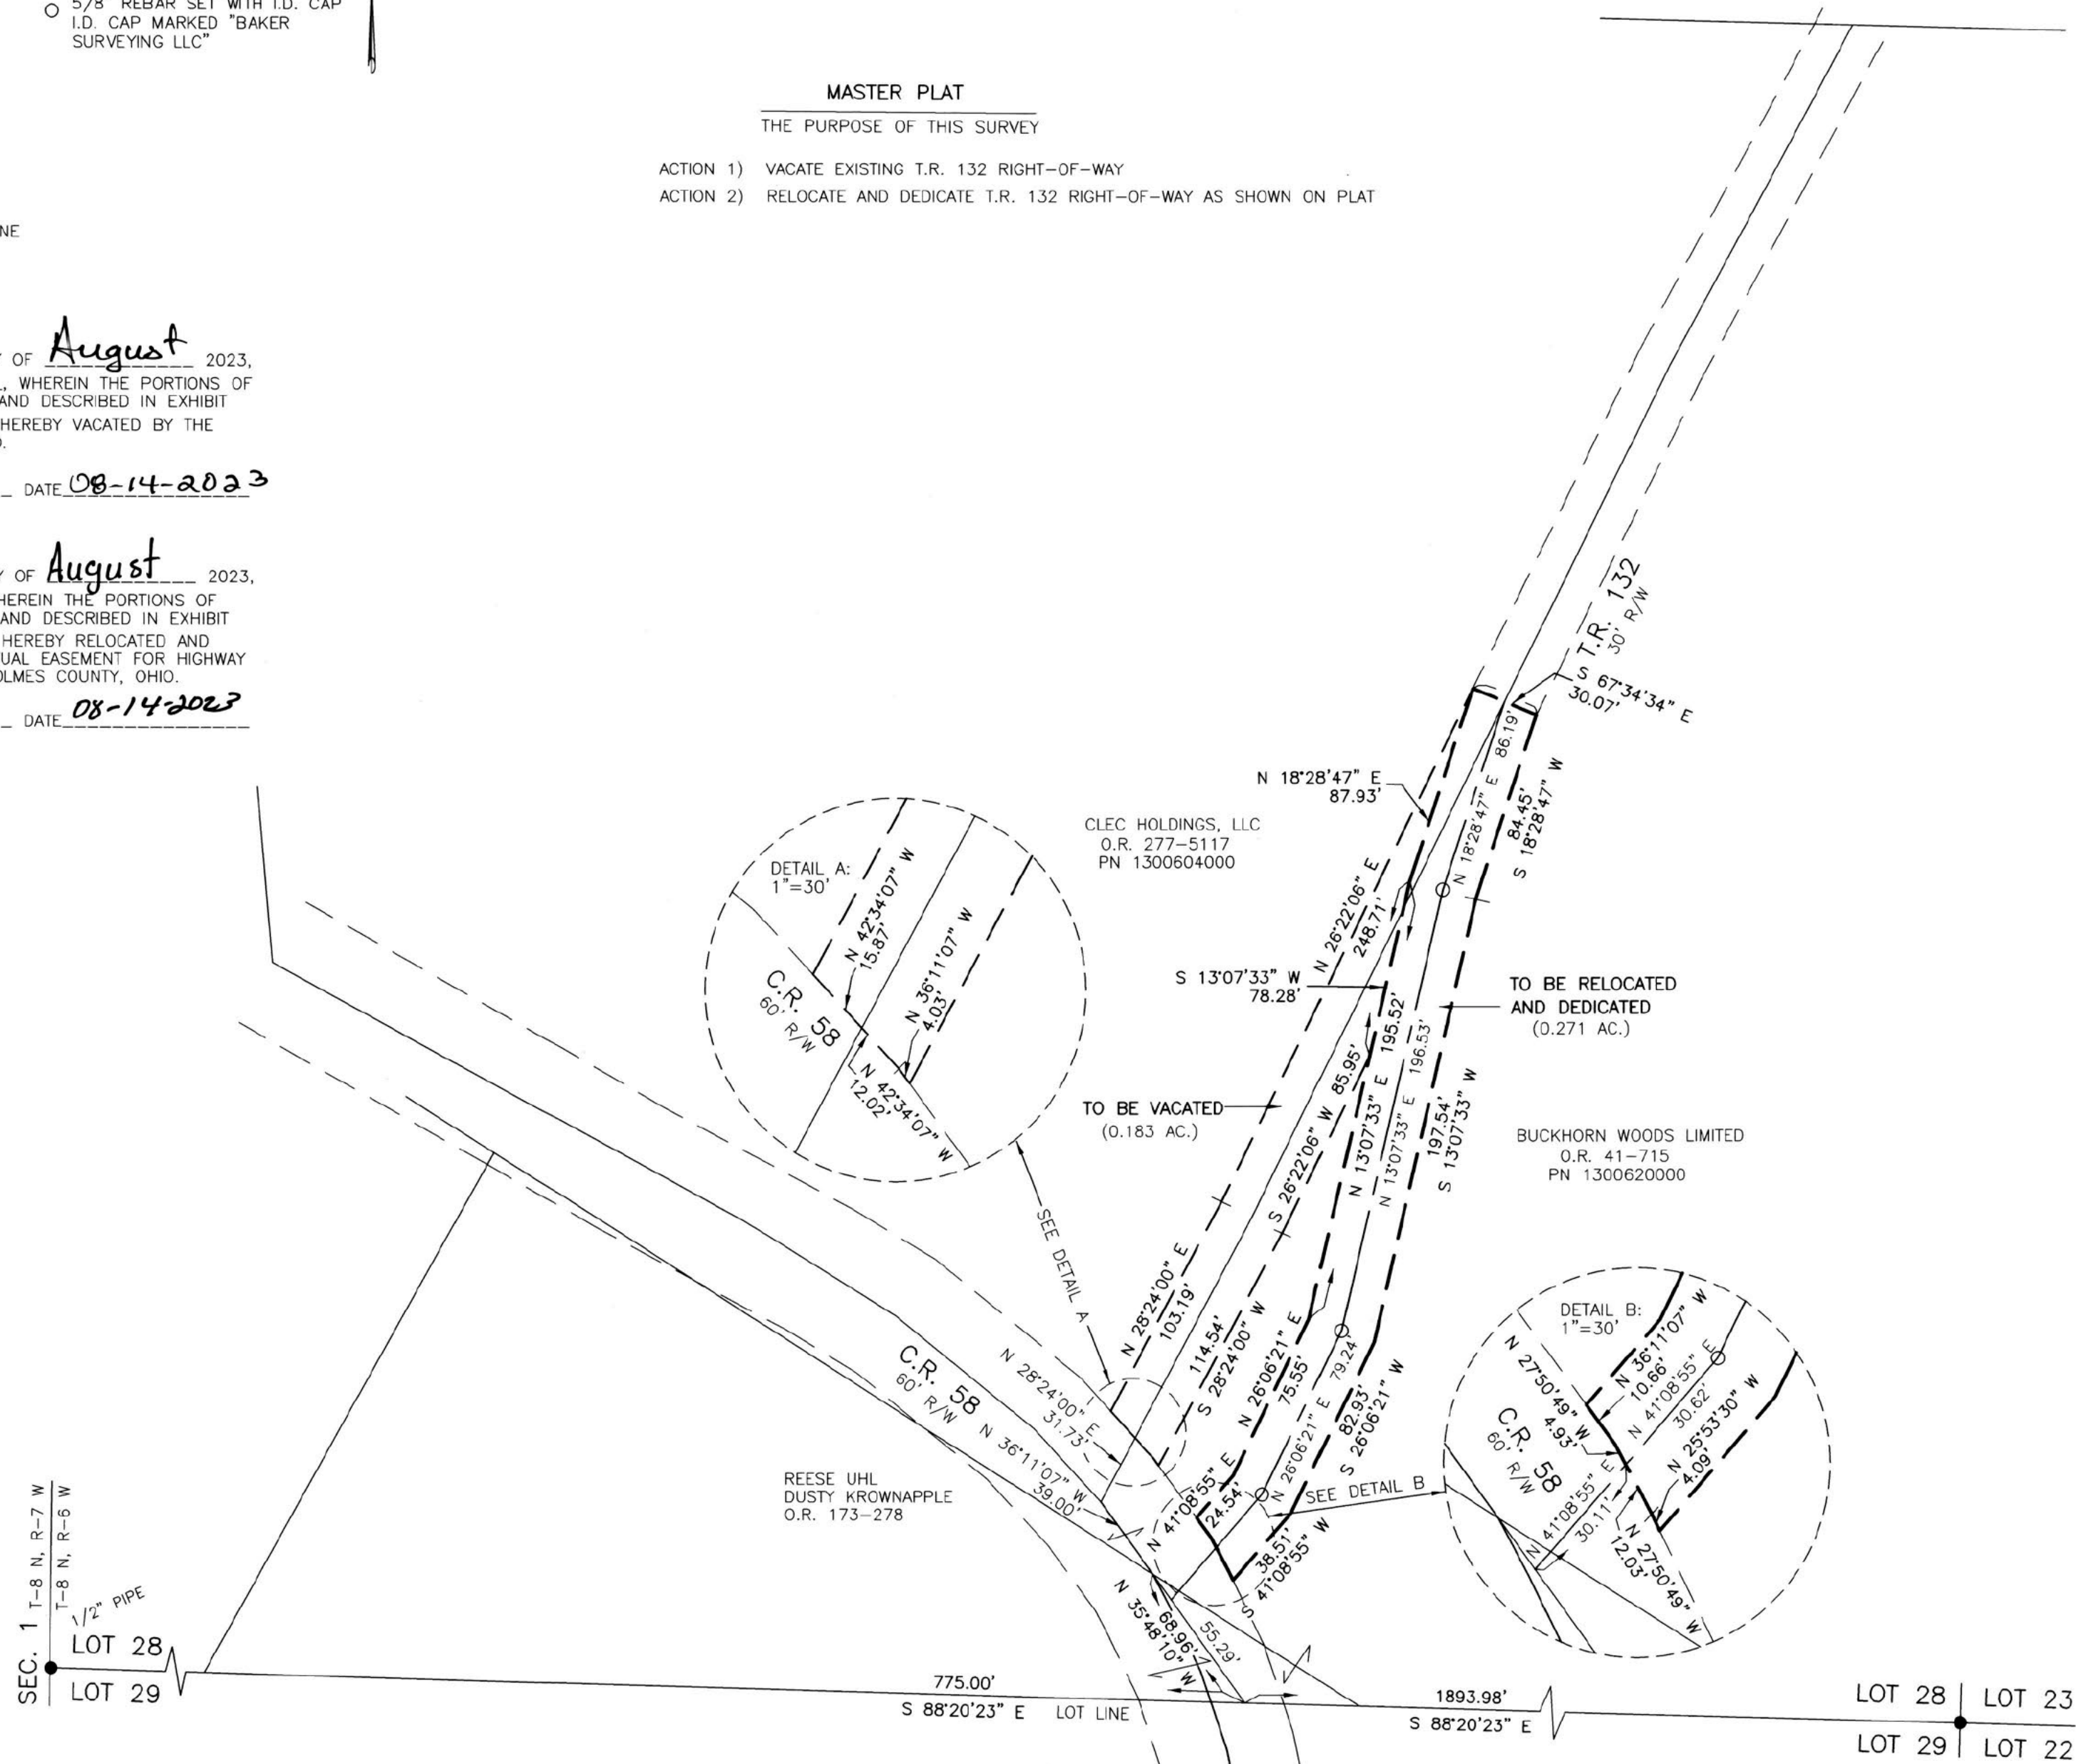 5/8" REBAR SET WITH I.D. CAP
I.D. CAP MARKED "BAKER
SURVEYING LLC"
MASTER PLAT
THE PURPOSE OF THIS SURVEY
ACTION 1) VACATE EXISTING T.R. 132 RIGHT-OF-WAY
ACTION 2) RELOCATE AND DEDICATE T.R. 132 RIGHT-OF-WAY AS SHOWN ON PLAT
NE
OF August 2023,
WHEREIN THE PORTIONS OF
AND DESCRIBED IN EXHIBIT
HEREBY VACATED BY THE
DATE 08-14-2023
OF August 2023,
HEREIN THE PORTIONS OF
AND DESCRIBED IN EXHIBIT
HEREBY RELOCATED AND
UAL EASEMENT FOR HIGHWAY
OLMES COUNTY, OHIO.
DATE 08-14-2023
T.R. 132
30' R/W
S 67°34'34" E
30.07'
86.19'
N 18°28'47" E
84.45'
S 18°28'47" W
N 18°28'47" E
87.93'
CLEC HOLDINGS, LLC
O.R. 277-5117
PN 1300604000
N 26°22'06" E
248.71'
S 13°07'33" W
78.28'
TO BE RELOCATED
AND DEDICATED
(0.271 AC.)
N 13°07'33" E 195.52'
N 13°07'33" E 196.53'
197.54'
S 13°07'33" W
TO BE VACATED
(0.183 AC.)
S 26°22'06" W 85.95'
BUCKHORN WOODS LIMITED
O.R. 41-715
PN 1300620000
DETAIL A:
1"=30'
N 42°34'07" W
15.87'
N 36°11'07" W
4.03'
C.R. 58
60' R/W
N 42°34'07" W
12.02'
SEE DETAIL A
N 28°24'00" E
103.19'
114.54'
S 28°24'00" W
N 26°06'21" E
75.55'
N 26°06'21" E 79.24'
82.93'
S 26°06'21" W
DETAIL B:
1"=30'
N 36°11'07" W
10.66'
N 27°50'49" W
4.93'
N 41°08'55" E
30.62'
N 25°53'30" W
4.09'
C.R. 58
60' R/W
N 41°08'55" E
30.11'
N 27°50'49" W
12.03'
SEE DETAIL B
C.R. 58
60' R/W
N 28°24'00" E
31.73'
N 36°11'07" W
39.00'
N 41°08'55" E
24.54'
38.51'
S 41°08'55" W
REESE UHL
DUSTY KROWNAPPLE
O.R. 173-278
N 35°48'10" W
68.96'
55.29'
SEC. 1
T-8 N, R-7 W
T-8 N, R-6 W
1/2" PIPE
LOT 28
LOT 29
775.00'
S 88°20'23" E LOT LINE
1893.98'
S 88°20'23" E
LOT 28 LOT 23
LOT 29 LOT 22